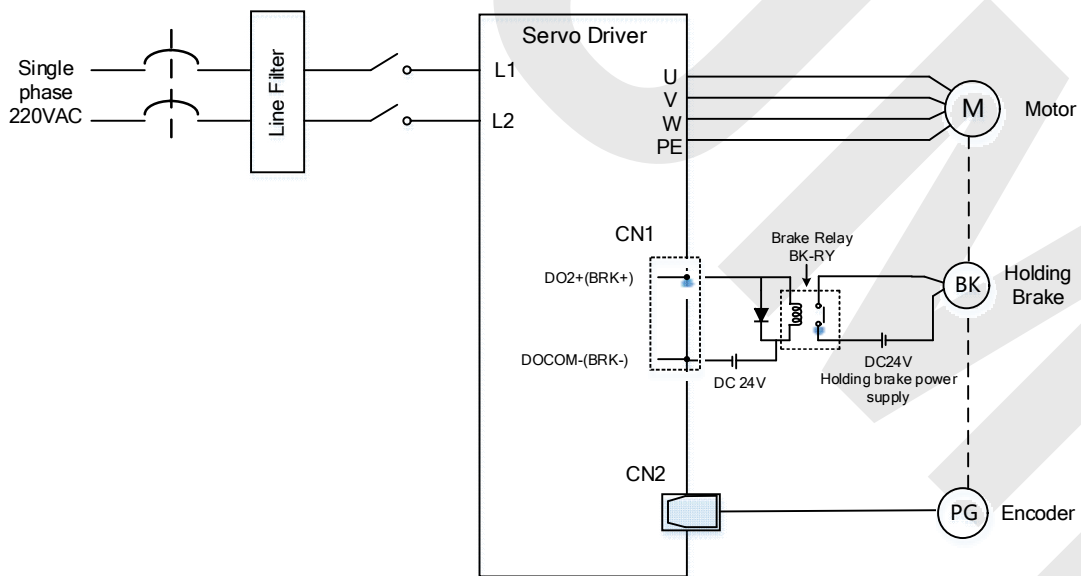 Servo Driver
Single
phase
220VAC
Line Filter
L1
L2
U
V
W
PE
M
Motor
CN1
Brake Relay
BK-RY
DO2+(BRK+)
BK
Holding
Brake
DOCOM-(BRK-)
DC 24V
DC24V
Holding brake power
supply
CN2
PG
Encoder